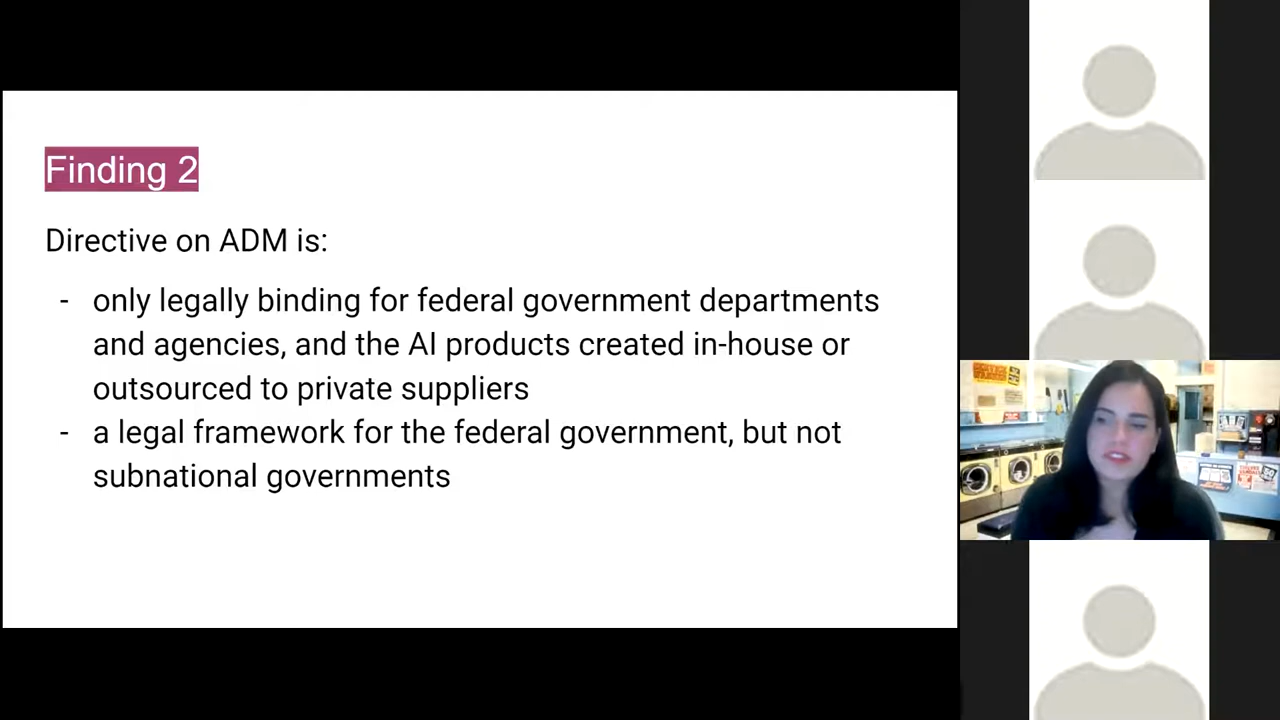 Finding 2
Directive on ADM is:
- only legally binding for federal government departments
and agencies, and the AI products created in-house or
outsourced to private suppliers
- a legal framework for the federal government, but not
subnational governments